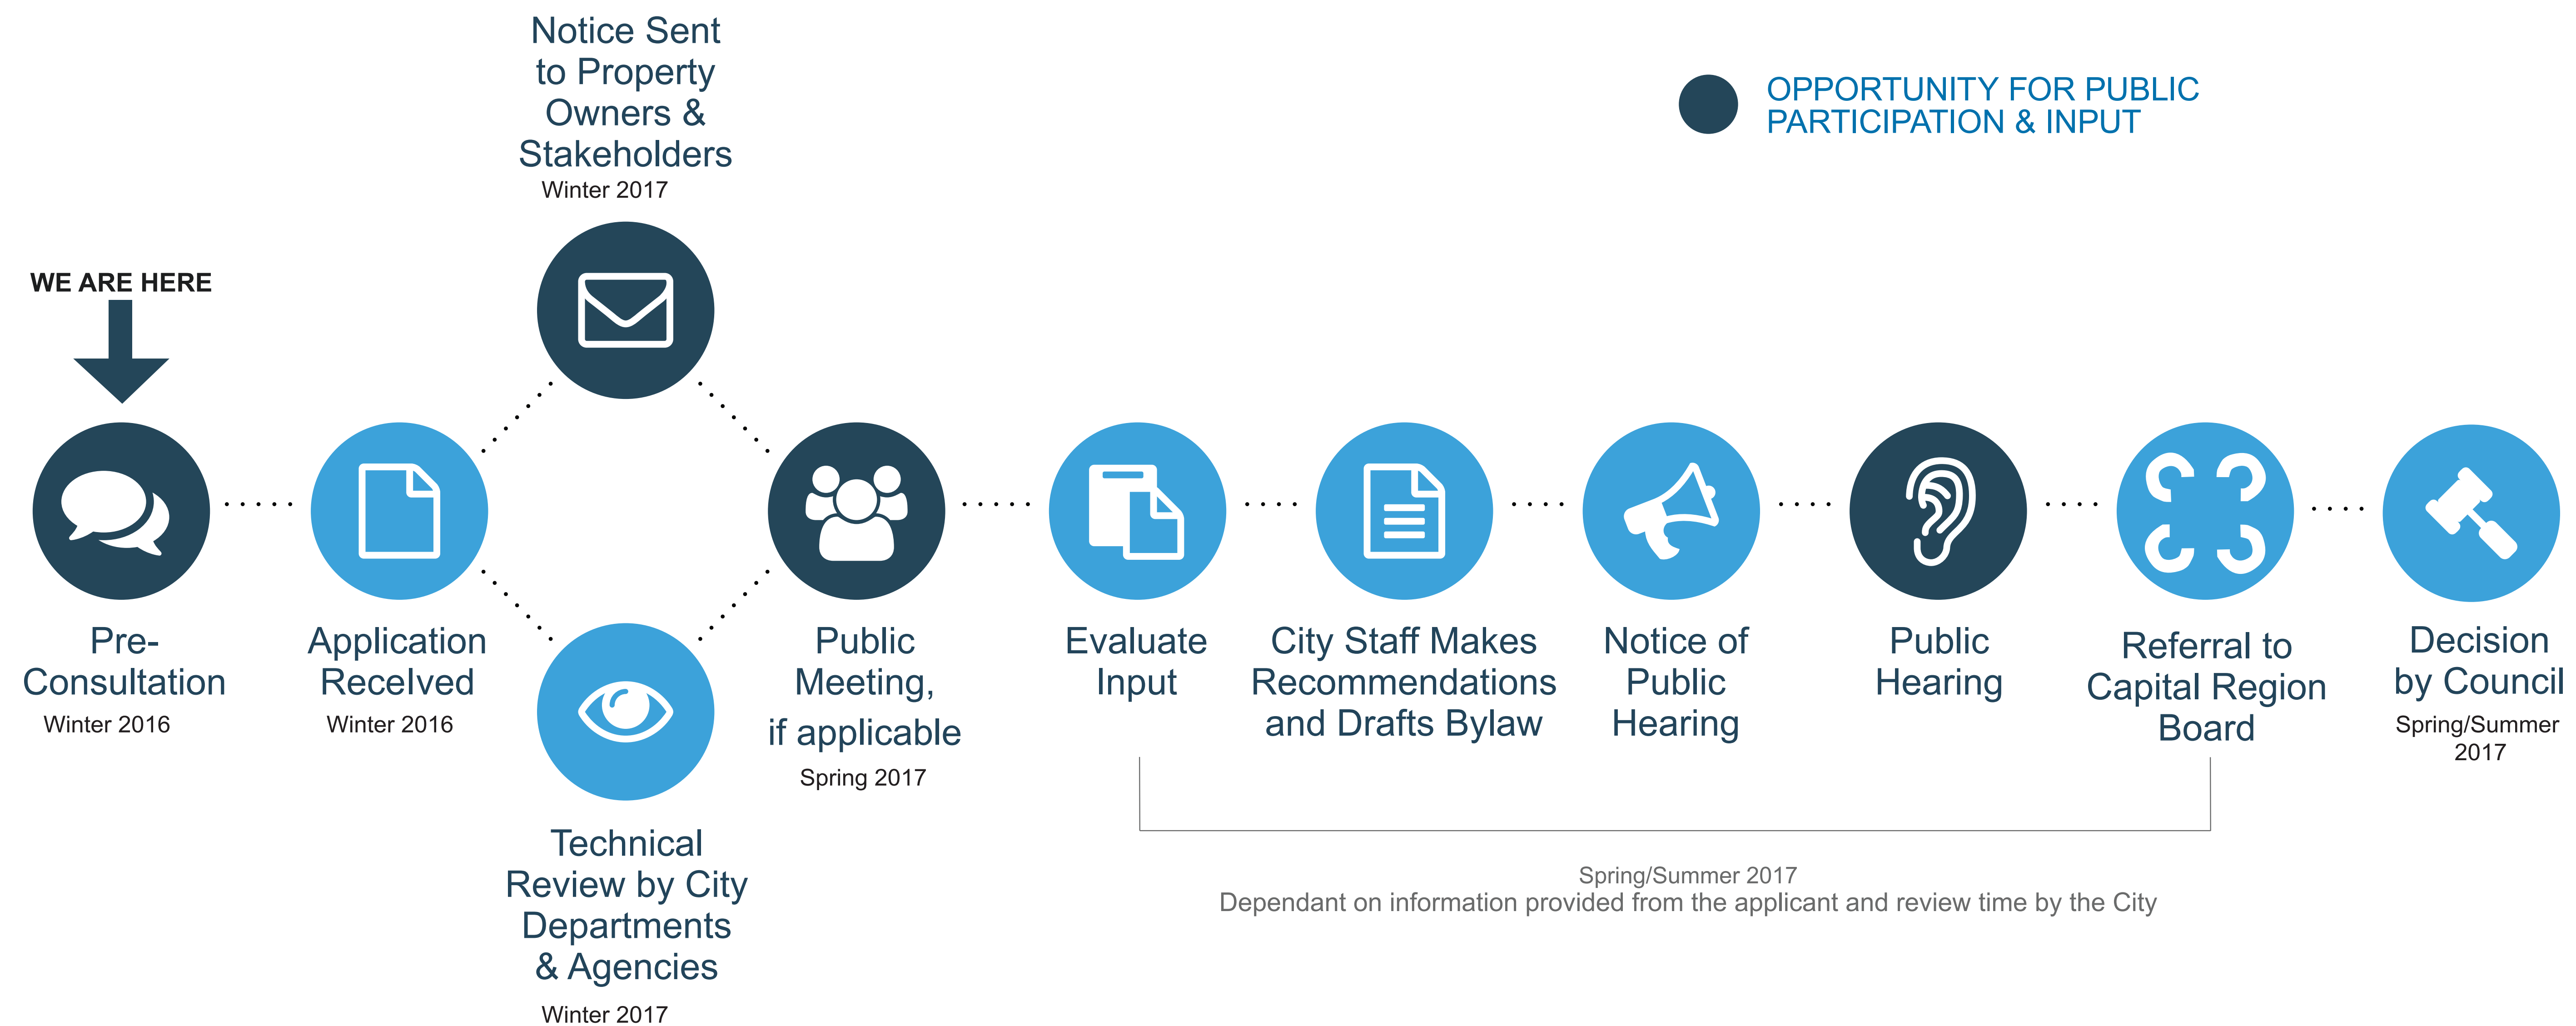 Notice Sent
to Property
Owners &
Stakeholders
Winter 2017
OPPORTUNITY FOR PUBLIC
PARTICIPATION & INPUT
WE ARE HERE
Pre-
Consultation
Winter 2016
Application
Recelved
Winter 2016
Technical
Review by City
Departments
& Agencies
Winter 2017
Public
Meeting,
if applicable
Spring 2017
Evaluate
Input
City Staff Makes
Recommendations
and Drafts Bylaw
Notice of
Public
Hearing
Public
Hearing
Referral to
Capital Region
Board
Decision
by Council
Spring/Summer
2017
Spring/Summer 2017
Dependant on information provided from the applicant and review time by the City